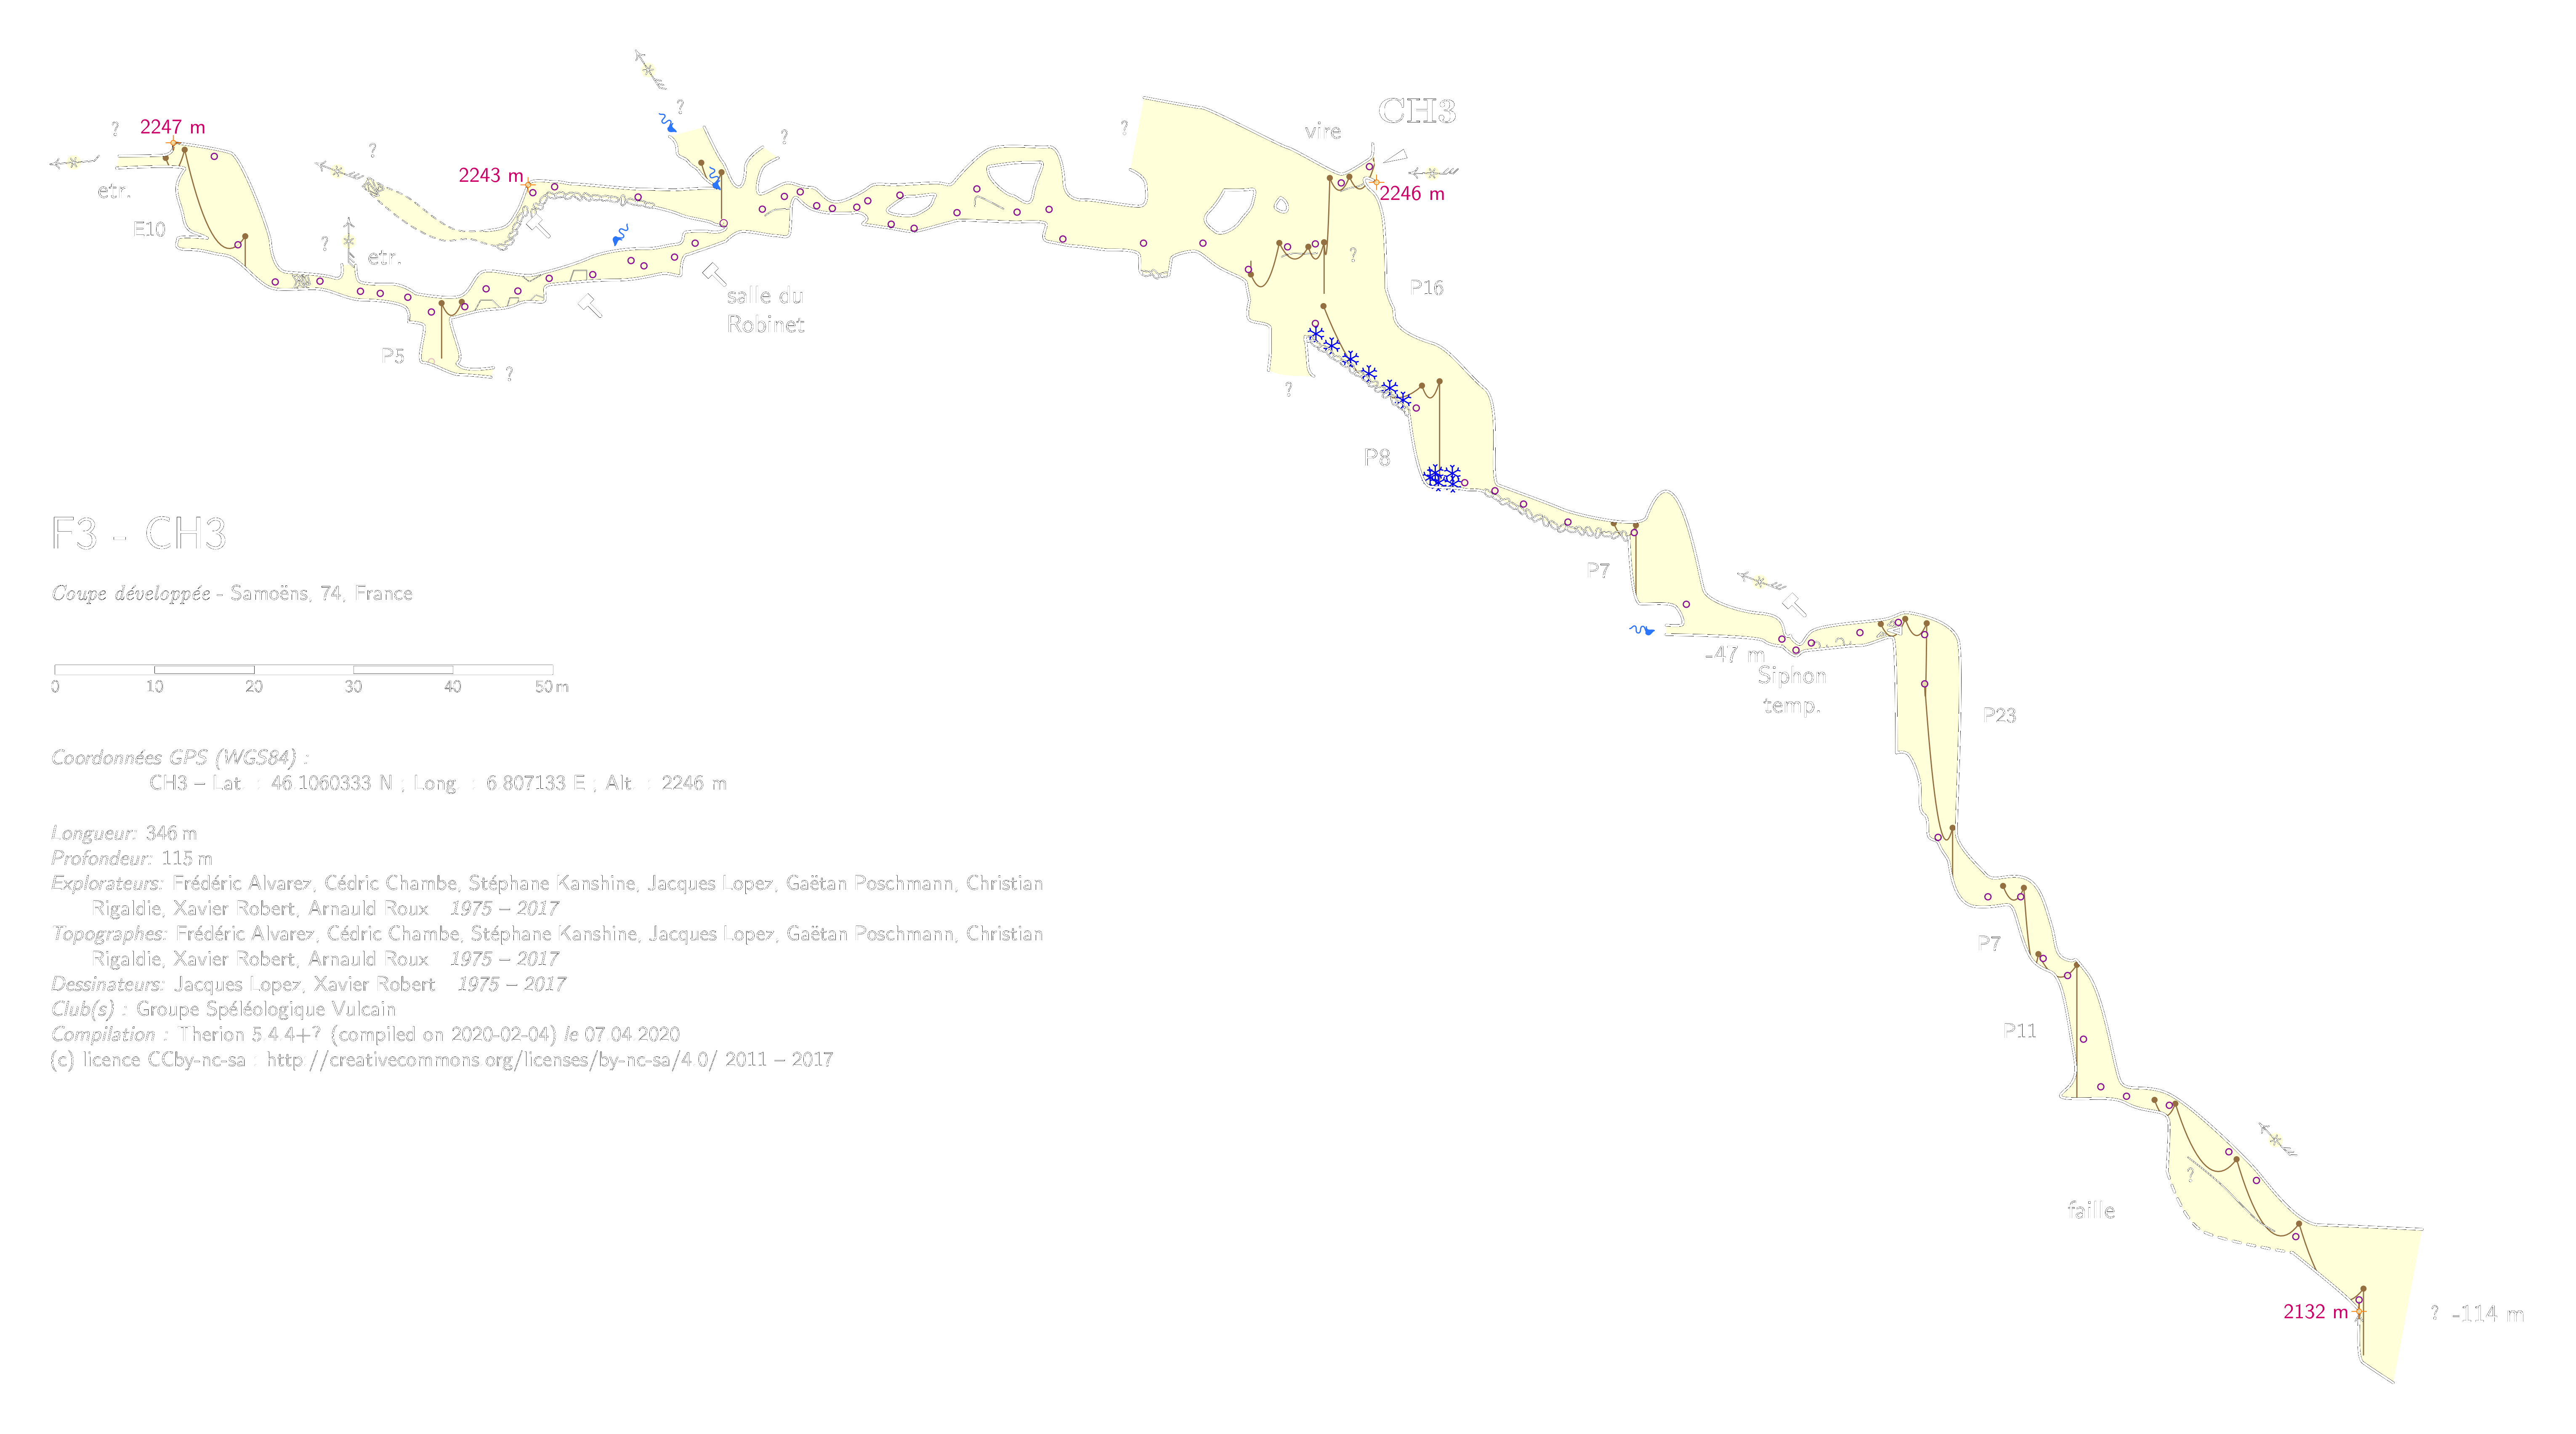 CH3
?
?
?
?
?
vire
2247 m
2243 m
2246 m
etr.
E10
?
etr.
?
P16
salle du
Robinet
P5
?
?
P8
F3 - CH3
P7
Coupe développée - Samoëns, 74, France
-47 m
Siphon
temp.
0 10 20 30 40 50 m
P23
Coordonnées GPS (WGS84) :
CH3 – Lat. : 46.1060333 N ; Long. : 6.807133 E ; Alt. : 2246 m
Longueur: 346 m
Profondeur: 115 m
Explorateurs: Frédéric Alvarez, Cédric Chambe, Stéphane Kanshine, Jacques Lopez, Gaëtan Poschmann, Christian
Rigaldie, Xavier Robert, Arnauld Roux 1975 – 2017
Topographes: Frédéric Alvarez, Cédric Chambe, Stéphane Kanshine, Jacques Lopez, Gaëtan Poschmann, Christian
Rigaldie, Xavier Robert, Arnauld Roux 1975 – 2017
Dessinateurs: Jacques Lopez, Xavier Robert 1975 – 2017
Club(s) : Groupe Spéléologique Vulcain
Compilation : Therion 5.4.4+? (compiled on 2020-02-04) le 07.04.2020
(c) licence CCby-nc-sa : http://creativecommons.org/licenses/by-nc-sa/4.0/ 2011 – 2017
P7
P11
?
faille
2132 m
? -114 m